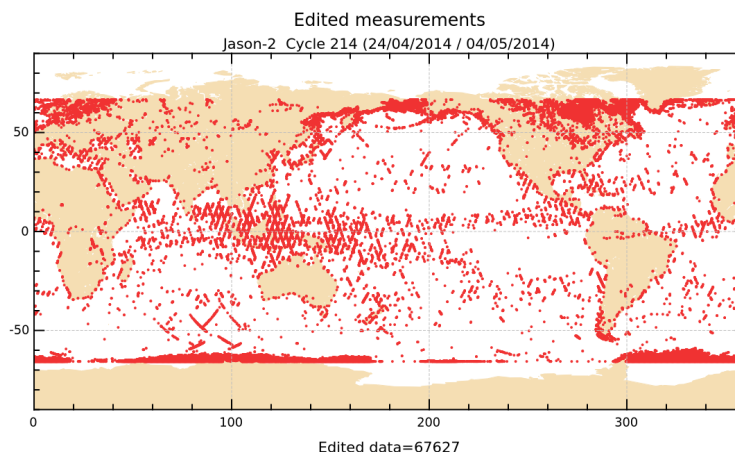 Edited measurements
Jason-2 Cycle 214 (24/04/2014 / 04/05/2014)
50
0
-50
0 100 200 300
Edited data=67627